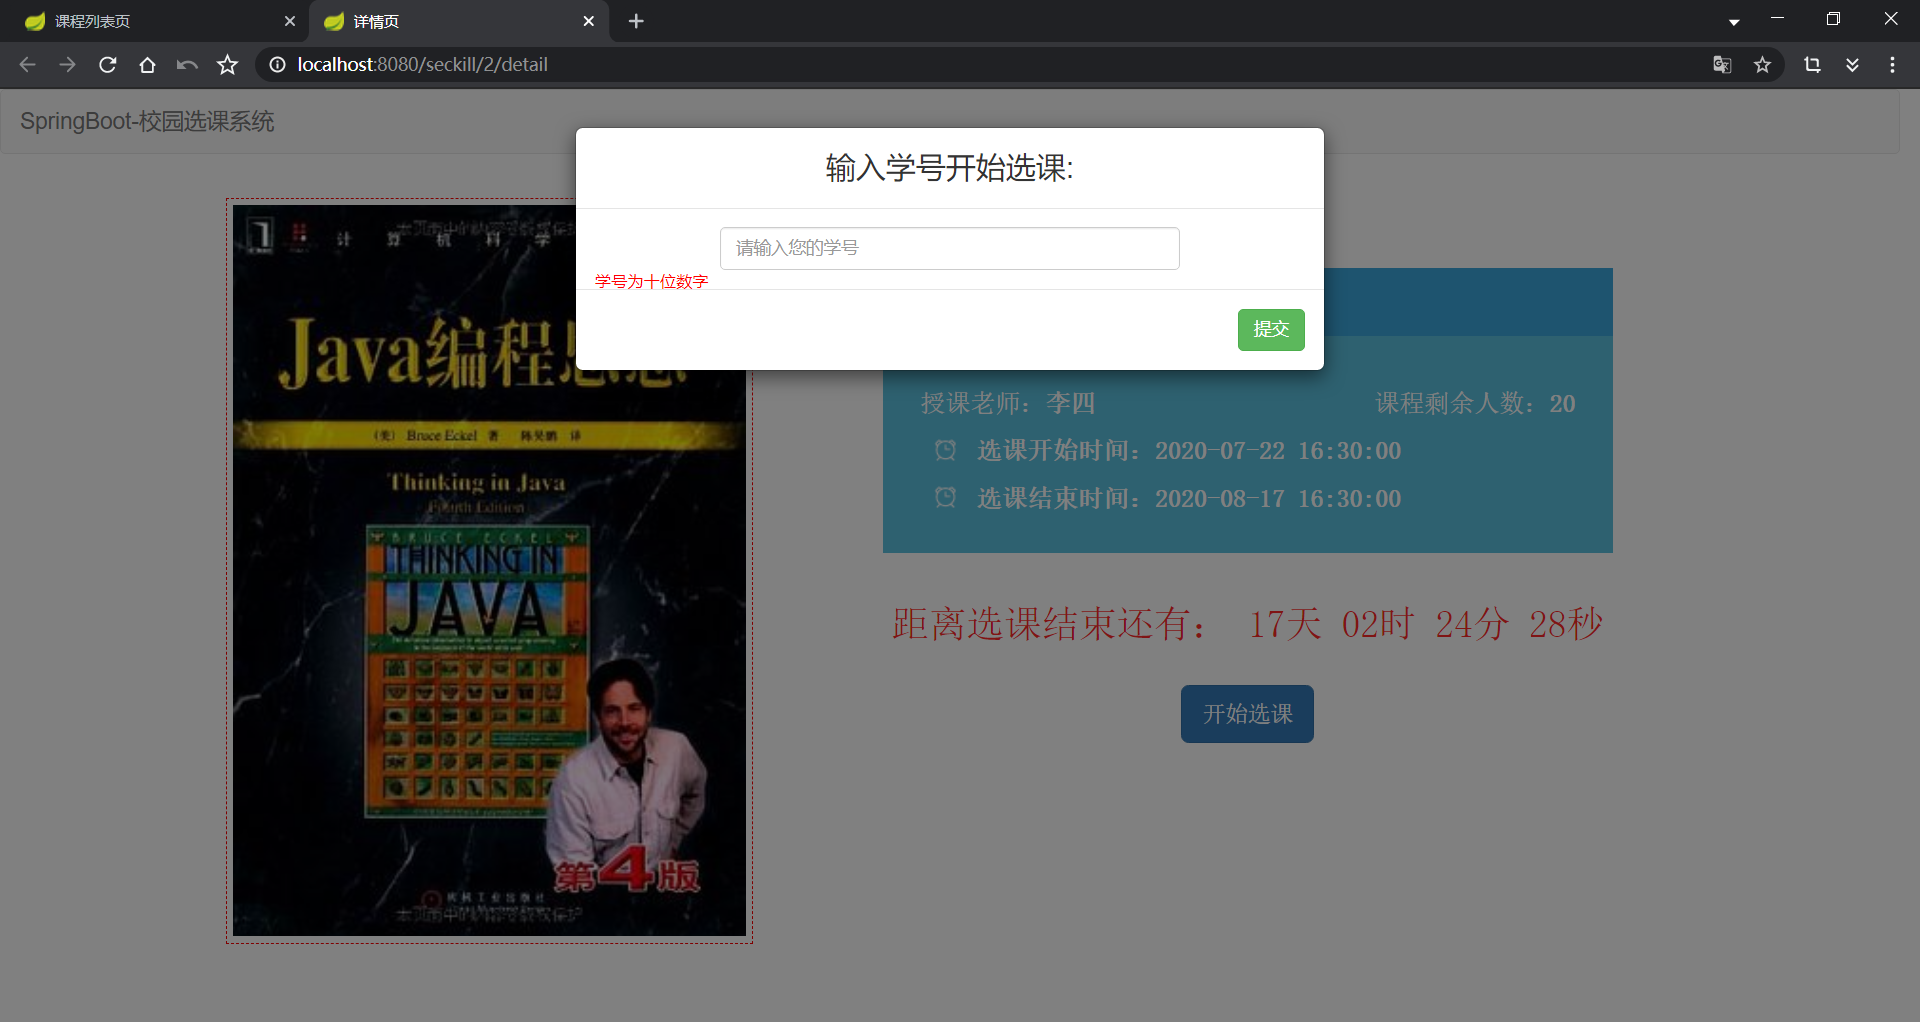 课程列表页
详情页
localhost:8080/seckill/2/detail
SpringBoot-校园选课系统
输入学号开始选课:
请输入您的学号
学号为十位数字
提交
计 算 机 科 学
Java编程思想
(美) Bruce Eckel 著 陈昊鹏 译
Thinking in Java
Fourth Edition
BRUCE ECKEL
THINKING IN
JAVA
第4版
机械工业出版社
授课老师：李四
课程剩余人数：20
选课开始时间：2020-07-22 16:30:00
选课结束时间：2020-08-17 16:30:00
距离选课结束还有： 17天 02时 24分 28秒
开始选课